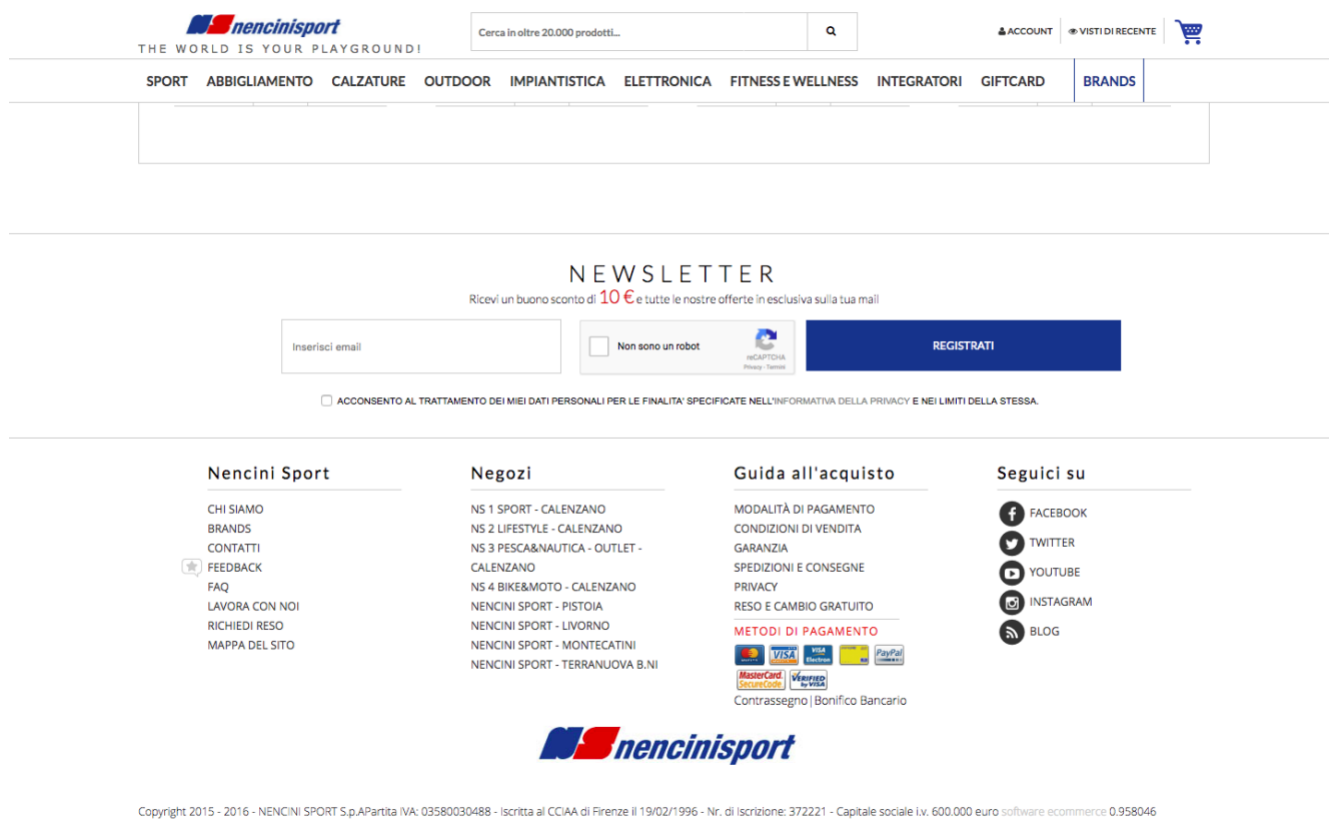 nencinisport
THE WORLD IS YOUR PLAYGROUND!
Cerca in oltre 20.000 prodotti...
ACCOUNT
VISTI DI RECENTE
SPORT ABBIGLIAMENTO CALZATURE OUTDOOR IMPIANTISTICA ELETTRONICA FITNESS E WELLNESS INTEGRATORI GIFTCARD BRANDS
NEWSLETTER
Ricevi un buono sconto di 10 € e tutte le nostre offerte in esclusiva sulla tua mail
Inserisci email
Non sono un robot
reCAPTCHA
Privacy - Termini
REGISTRATI
ACCONSENTO AL TRATTAMENTO DEI MIEI DATI PERSONALI PER LE FINALITA' SPECIFICATE NELL'INFORMATIVA DELLA PRIVACY E NEI LIMITI DELLA STESSA.
Nencini Sport
CHI SIAMO
BRANDS
CONTATTI
FEEDBACK
FAQ
LAVORA CON NOI
RICHIEDI RESO
MAPPA DEL SITO
Negozi
NS 1 SPORT - CALENZANO
NS 2 LIFESTYLE - CALENZANO
NS 3 PESCA&NAUTICA - OUTLET -
CALENZANO
NS 4 BIKE&MOTO - CALENZANO
NENCINI SPORT - PISTOIA
NENCINI SPORT - LIVORNO
NENCINI SPORT - MONTECATINI
NENCINI SPORT - TERRANUOVA B.NI
Guida all'acquisto
MODALITÀ DI PAGAMENTO
CONDIZIONI DI VENDITA
GARANZIA
SPEDIZIONI E CONSEGNE
PRIVACY
RESO E CAMBIO GRATUITO
METODI DI PAGAMENTO
VISA
VISA
Electron
PayPal
MasterCard.
SecureCode.
VERIFIED
by VISA
Contrassegno|Bonifico Bancario
Seguici su
FACEBOOK
TWITTER
YOUTUBE
INSTAGRAM
BLOG
nencinisport
Copyright 2015 - 2016 - NENCINI SPORT S.p.APartita IVA: 03580030488 - Iscritta al CCIAA di Firenze il 19/02/1996 - Nr. di Iscrizione: 372221 - Capitale sociale i.v. 600.000 euro software ecommerce 0.958046